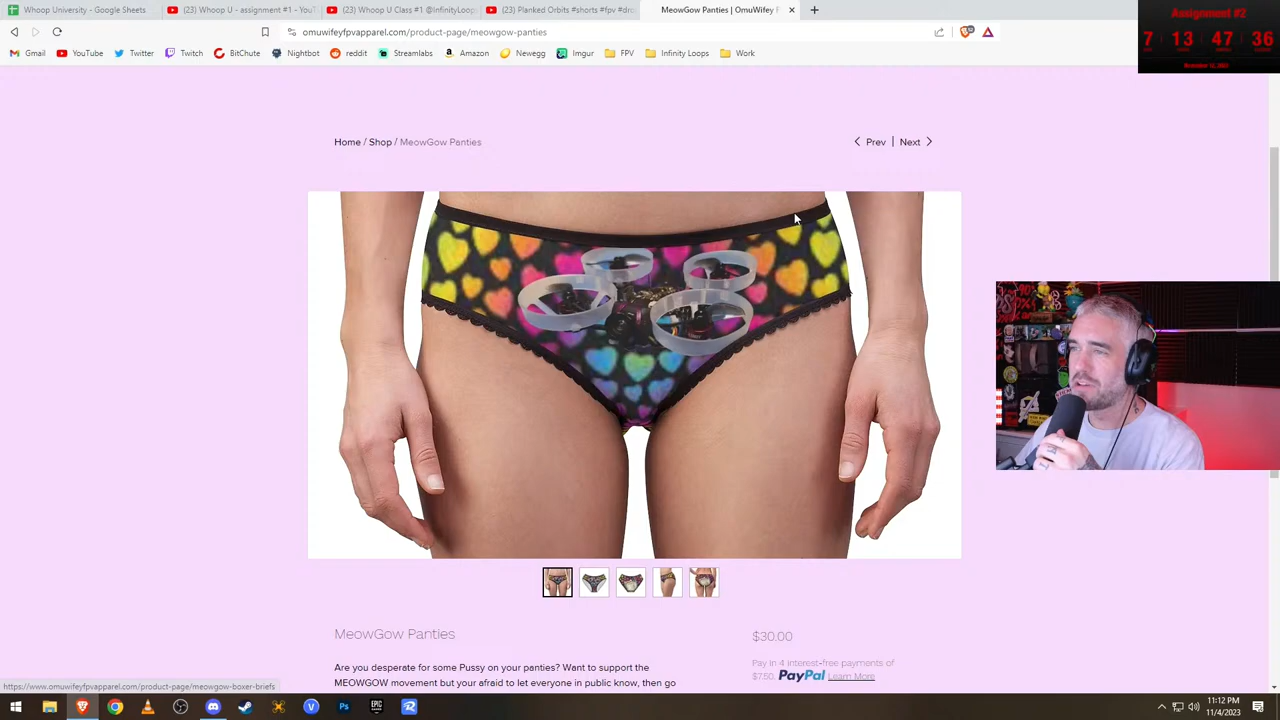 Whoop University - Google Sheets
(23) Whoop U - assignment #1 - You
(23) Whoop U Class #1 @InfinityLoop
(23) Planked Orbits #shorts #fpv #dro
MeowGow Panties | OmuWifey F
Assignment #2
7 13 47 36
omuwifeyfpvapparel.com/product-page/meowgow-panties
Gmail YouTube Twitter Twitch Bitbucks Nightbot reddit Streamlabs Amazon Newegg Imgur FPV Infinity Loops Work
Home / Shop / MeowGow Panties
Prev | Next
MeowGow Panties
$30.00
Are you desperate for some Pussy on your panties? Want to support the
MEOWGOW movement but your afraid to let everyone in public know, then go
Pay in 4 interest-free payments of
$7.50. PayPal Learn More
https://www.omuwifeyfpvapparel.com/product-page/meowgow-boxer-briefs
11:12 PM
11/4/2023